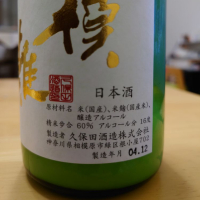 日本酒
原材料名 米(国産)、米麹(国産米)、
醸造アルコール
精米歩合 60% アルコール分 16度
製造者 久保田酒造株式会社
神奈川県相模原市緑区根小屋702
製造年月 04.12